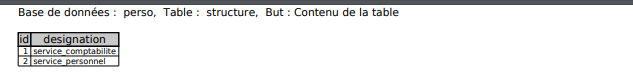 Base de données : perso, Table : structure, But : Contenu de la table
id designation
1 service_comptabilite
2 service_personnel